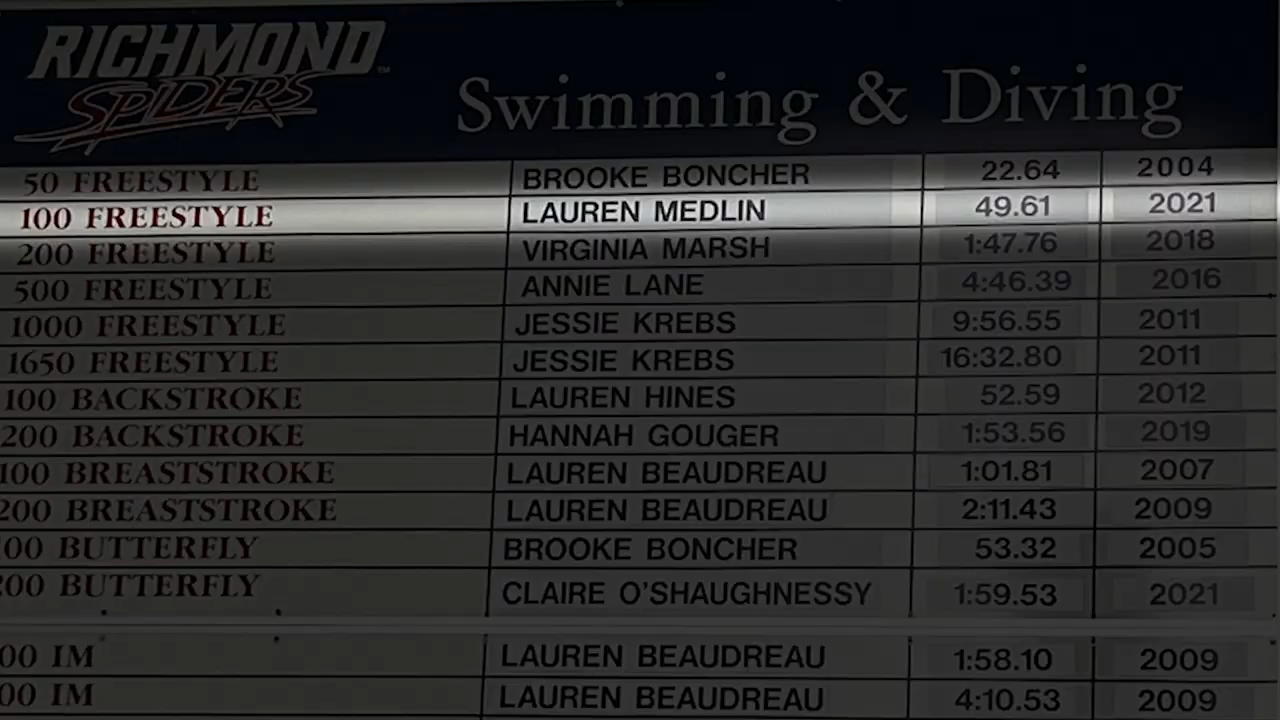 RICHMOND™
SPIDERS
Swimming & Diving
50 FREESTYLE BROOKE BONCHER 22.64 2004
100 FREESTYLE LAUREN MEDLIN 49.61 2021
200 FREESTYLE VIRGINIA MARSH 1:47.76 2018
500 FREESTYLE ANNIE LANE 4:46.39 2016
1000 FREESTYLE JESSIE KREBS 9:56.55 2011
1650 FREESTYLE JESSIE KREBS 16:32.80 2011
100 BACKSTROKE LAUREN HINES 52.59 2012
200 BACKSTROKE HANNAH GOUGER 1:53.56 2019
100 BREASTSTROKE LAUREN BEAUDREAU 1:01.81 2007
200 BREASTSTROKE LAUREN BEAUDREAU 2:11.43 2009
00 BUTTERFLY BROOKE BONCHER 53.32 2005
200 BUTTERFLY CLAIRE O'SHAUGHNESSY 1:59.53 2021
00 IM LAUREN BEAUDREAU 1:58.10 2009
00 IM LAUREN BEAUDREAU 4:10.53 2009